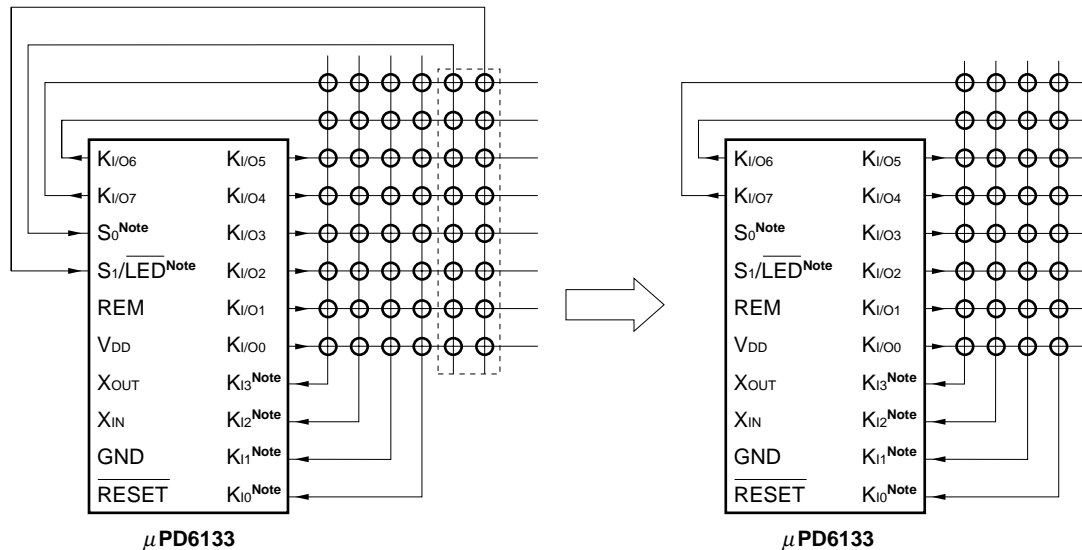 KI/O6 KI/O5
KI/O7 KI/O4
S0Note KI/O3
S1/LEDNote KI/O2
REM KI/O1
VDD KI/O0
XOUT KI3Note
XIN KI2Note
GND KI1Note
RESET KI0Note
μPD6133
KI/O6 KI/O5
KI/O7 KI/O4
S0Note KI/O3
S1/LEDNote KI/O2
REM KI/O1
VDD KI/O0
XOUT KI3Note
XIN KI2Note
GND KI1Note
RESET KI0Note
μPD6133